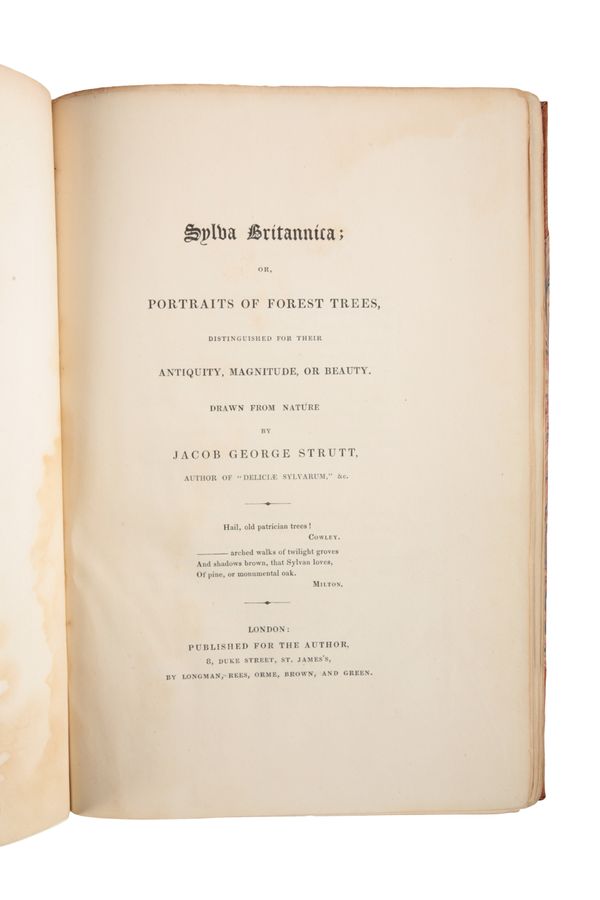 Sylva Britannica;
OR,
PORTRAITS OF FOREST TREES,
DISTINGUISHED FOR THEIR
ANTIQUITY, MAGNITUDE, OR BEAUTY.
DRAWN FROM NATURE
BY
JACOB GEORGE STRUTT,
AUTHOR OF "DELICIÆ SYLVARUM," &c.
Hail, old patrician trees!
COWLEY.
——— arched walks of twilight groves
And shadows brown, that Sylvan loves,
Of pine, or monumental oak.
MILTON.
LONDON:
PUBLISHED FOR THE AUTHOR,
8, DUKE STREET, ST. JAMES'S,
BY LONGMAN, REES, ORME, BROWN, AND GREEN.